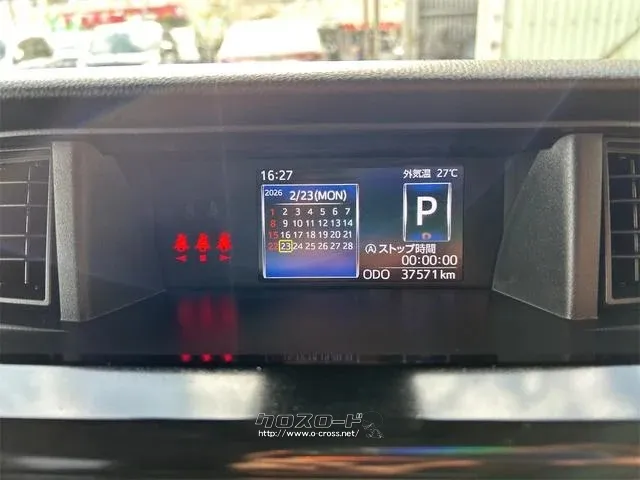 16:27
外気温 27℃
2026 2/23(MON)
1 2 3 4 5 6 7
8 9 10 11 12 13 14
15 16 17 18 19 20 21
22 23 24 25 26 27 28
P
ストップ時間
00:00:00
ODO 37571 km
クロスロード
http://www.o-cross.net/